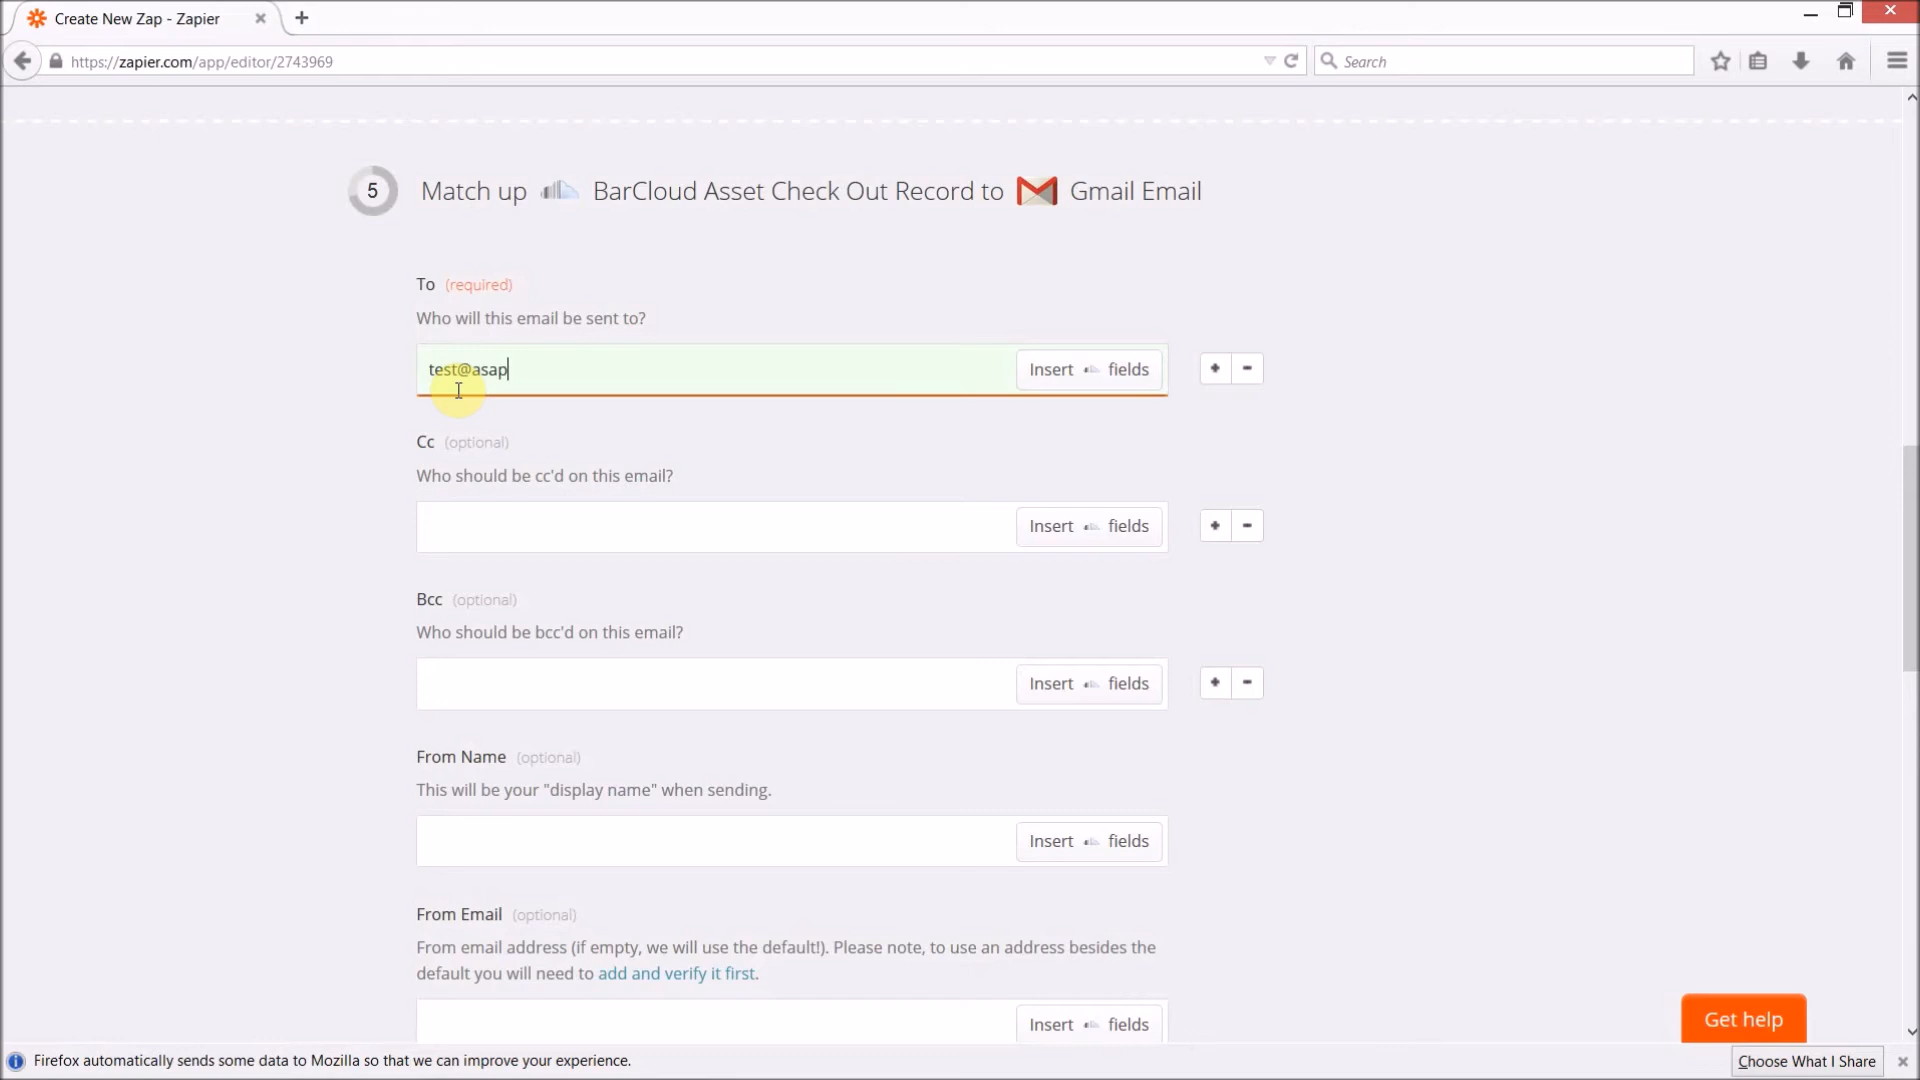 Create New Zap - Zapier
https://zapier.com/app/editor/2743969
Search
5
Match up BarCloud Asset Check Out Record to Gmail Email
To (required)
Who will this email be sent to?
test@asap
Insert fields
+ -
Cc (optional)
Who should be cc'd on this email?
Insert fields
+ -
Bcc (optional)
Who should be bcc'd on this email?
Insert fields
+ -
From Name (optional)
This will be your "display name" when sending.
Insert fields
From Email (optional)
From email address (if empty, we will use the default!). Please note, to use an address besides the
default you will need to add and verify it first.
Insert fields
Get help
Firefox automatically sends some data to Mozilla so that we can improve your experience.
Choose What I Share